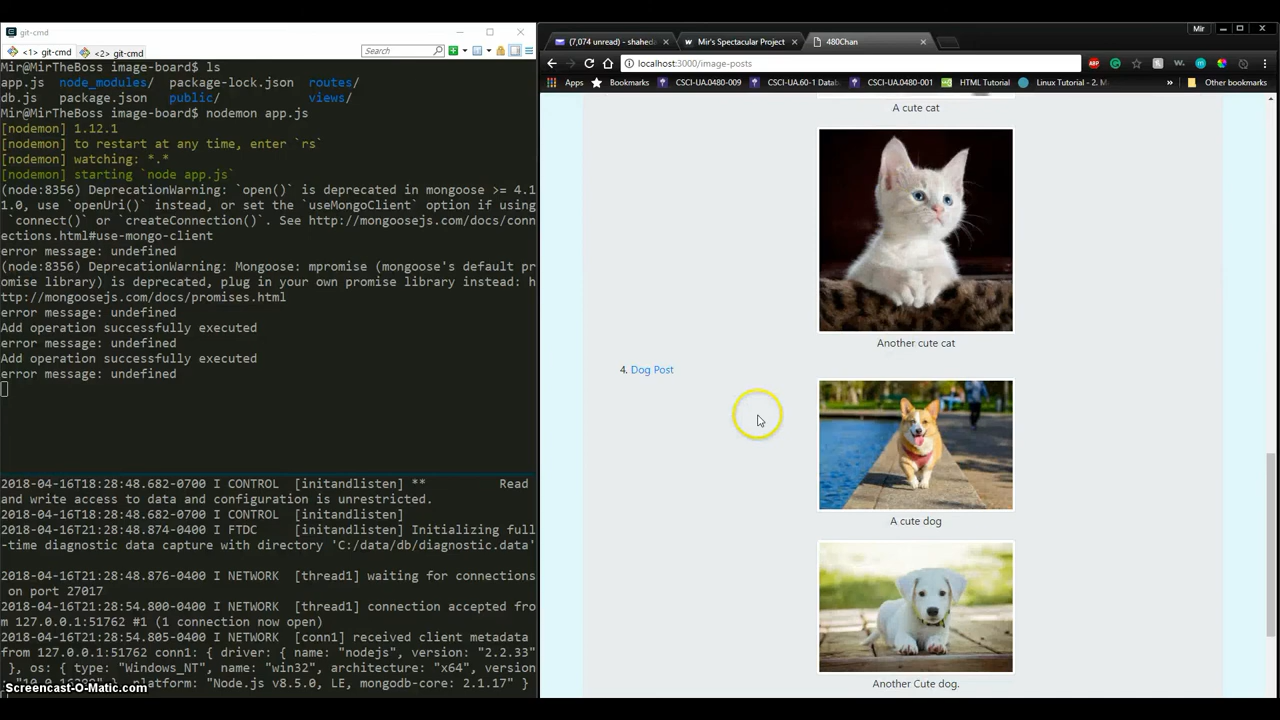 git-cmd
<1> git-cmd
<2> git-cmd
Search
Mir@MirTheBoss image-board$ ls
app.js node_modules/ package-lock.json routes/
db.js package.json public/ views/
Mir@MirTheBoss image-board$ nodemon app.js
[nodemon] 1.12.1
[nodemon] to restart at any time, enter `rs`
[nodemon] watching: *.*
[nodemon] starting `node app.js`
(node:8356) DeprecationWarning: `open()` is deprecated in mongoose >= 4.1
1.0, use `openUri()` instead, or set the `useMongoClient` option if using
`connect()` or `createConnection()`. See http://mongoosejs.com/docs/conn
ections.html#use-mongo-client
error message: undefined
(node:8356) DeprecationWarning: Mongoose: mpromise (mongoose's default pr
omise library) is deprecated, plug in your own promise library instead: h
ttp://mongoosejs.com/docs/promises.html
error message: undefined
Add operation successfully executed
error message: undefined
Add operation successfully executed
error message: undefined
2018-04-16T18:28:48.682-0700 I CONTROL [initandlisten] ** Read
and write access to data and configuration is unrestricted.
2018-04-16T18:28:48.682-0700 I CONTROL [initandlisten]
2018-04-16T21:28:48.874-0400 I FTDC [initandlisten] Initializing full
-time diagnostic data capture with directory 'C:/data/db/diagnostic.data'
2018-04-16T21:28:48.876-0400 I NETWORK [thread1] waiting for connections
on port 27017
2018-04-16T21:28:54.800-0400 I NETWORK [thread1] connection accepted fro
m 127.0.0.1:51762 #1 (1 connection now open)
2018-04-16T21:28:54.805-0400 I NETWORK [conn1] received client metadata
from 127.0.0.1:51762 conn1: { driver: { name: "nodejs", version: "2.2.33"
}, os: { type: "Windows_NT", name: "win32", architecture: "x64", version
platform: "Node.js v8.5.0, LE, mongodb-core: 2.1.17" }
Screencast-O-Matic.com
Mir
(7,074 unread) - shaheda
Mir's Spectacular Project
480Chan
localhost:3000/image-posts
Apps
Bookmarks
CSCI-UA.0480-009
CSCI-UA.60-1 Datab
CSCI-UA.0480-001
HTML Tutorial
Linux Tutorial - 2. M
Other bookmarks
A cute cat
Another cute cat
4. Dog Post
A cute dog
Another Cute dog.